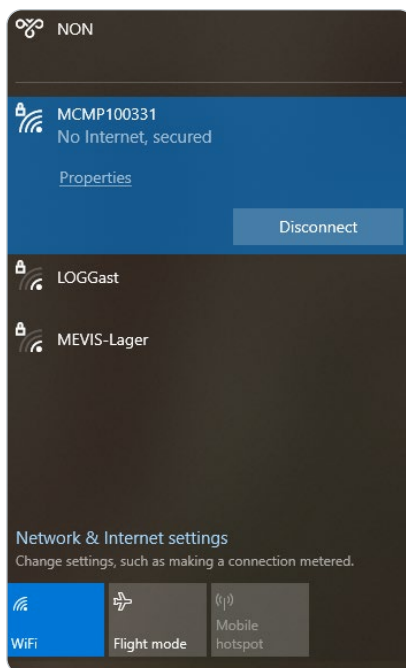 NON
MCMP100331
No Internet, secured
Properties
Disconnect
LOGGast
MEVIS-Lager
Network & Internet settings
Change settings, such as making a connection metered.
WiFi
Flight mode
Mobile
hotspot